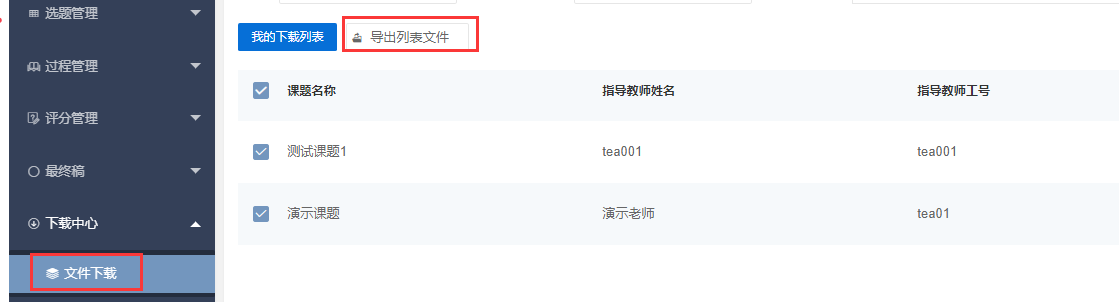 选题管理
过程管理
评分管理
最终稿
下载中心
文件下载
我的下载列表 导出列表文件
课题名称 指导教师姓名 指导教师工号
测试课题1 tea001 tea001
演示课题 演示老师 tea01